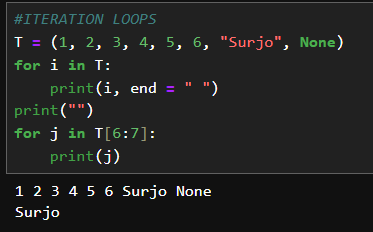 #ITERATION LOOPS
T = (1, 2, 3, 4, 5, 6, "Surjo", None)
for i in T:
    print(i, end = " ")
print("")
for j in T[6:7]:
    print(j)
1 2 3 4 5 6 Surjo None
Surjo